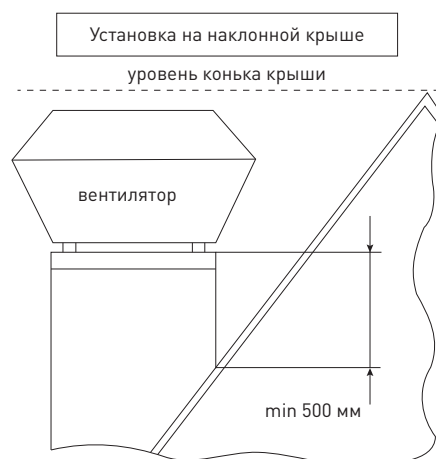 Установка на наклонной крыше
уровень конька крыши
вентилятор
min 500 мм